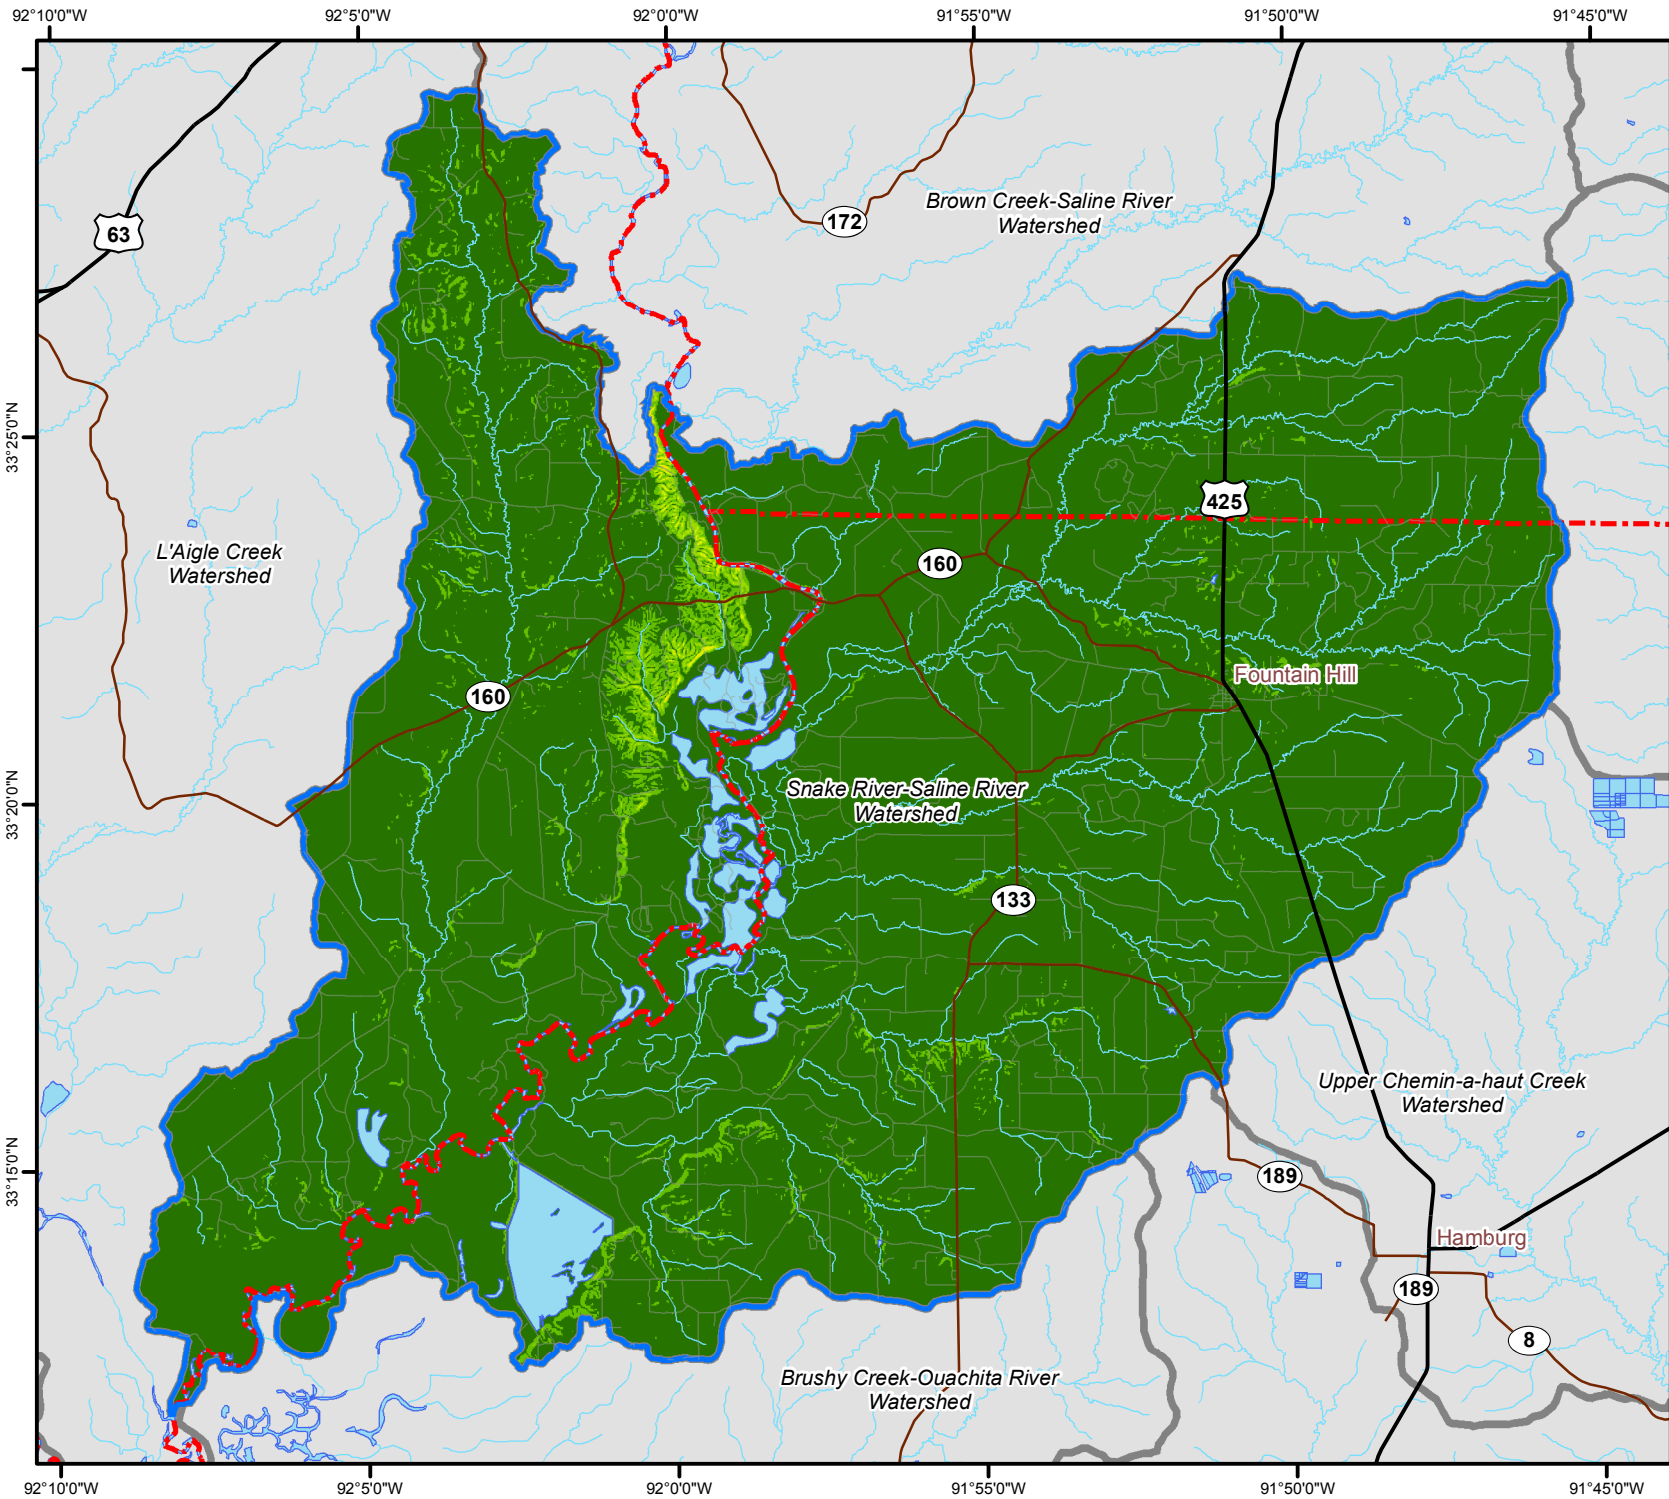 92°10'0"W 92°5'0"W 92°0'0"W 91°55'0"W 91°50'0"W 91°45'0"W
63
172
Brown Creek-Saline River
Watershed
33°25'0"N
425
L'Aigle Creek
Watershed
160
Fountain Hill
160
33°20'0"N
Snake River-Saline River
Watershed
133
Upper Chemin-a-haut Creek
Watershed
33°15'0"N
189
Hamburg
189
8
Brushy Creek-Ouachita River
Watershed
92°10'0"W 92°5'0"W 92°0'0"W 91°55'0"W 91°50'0"W 91°45'0"W